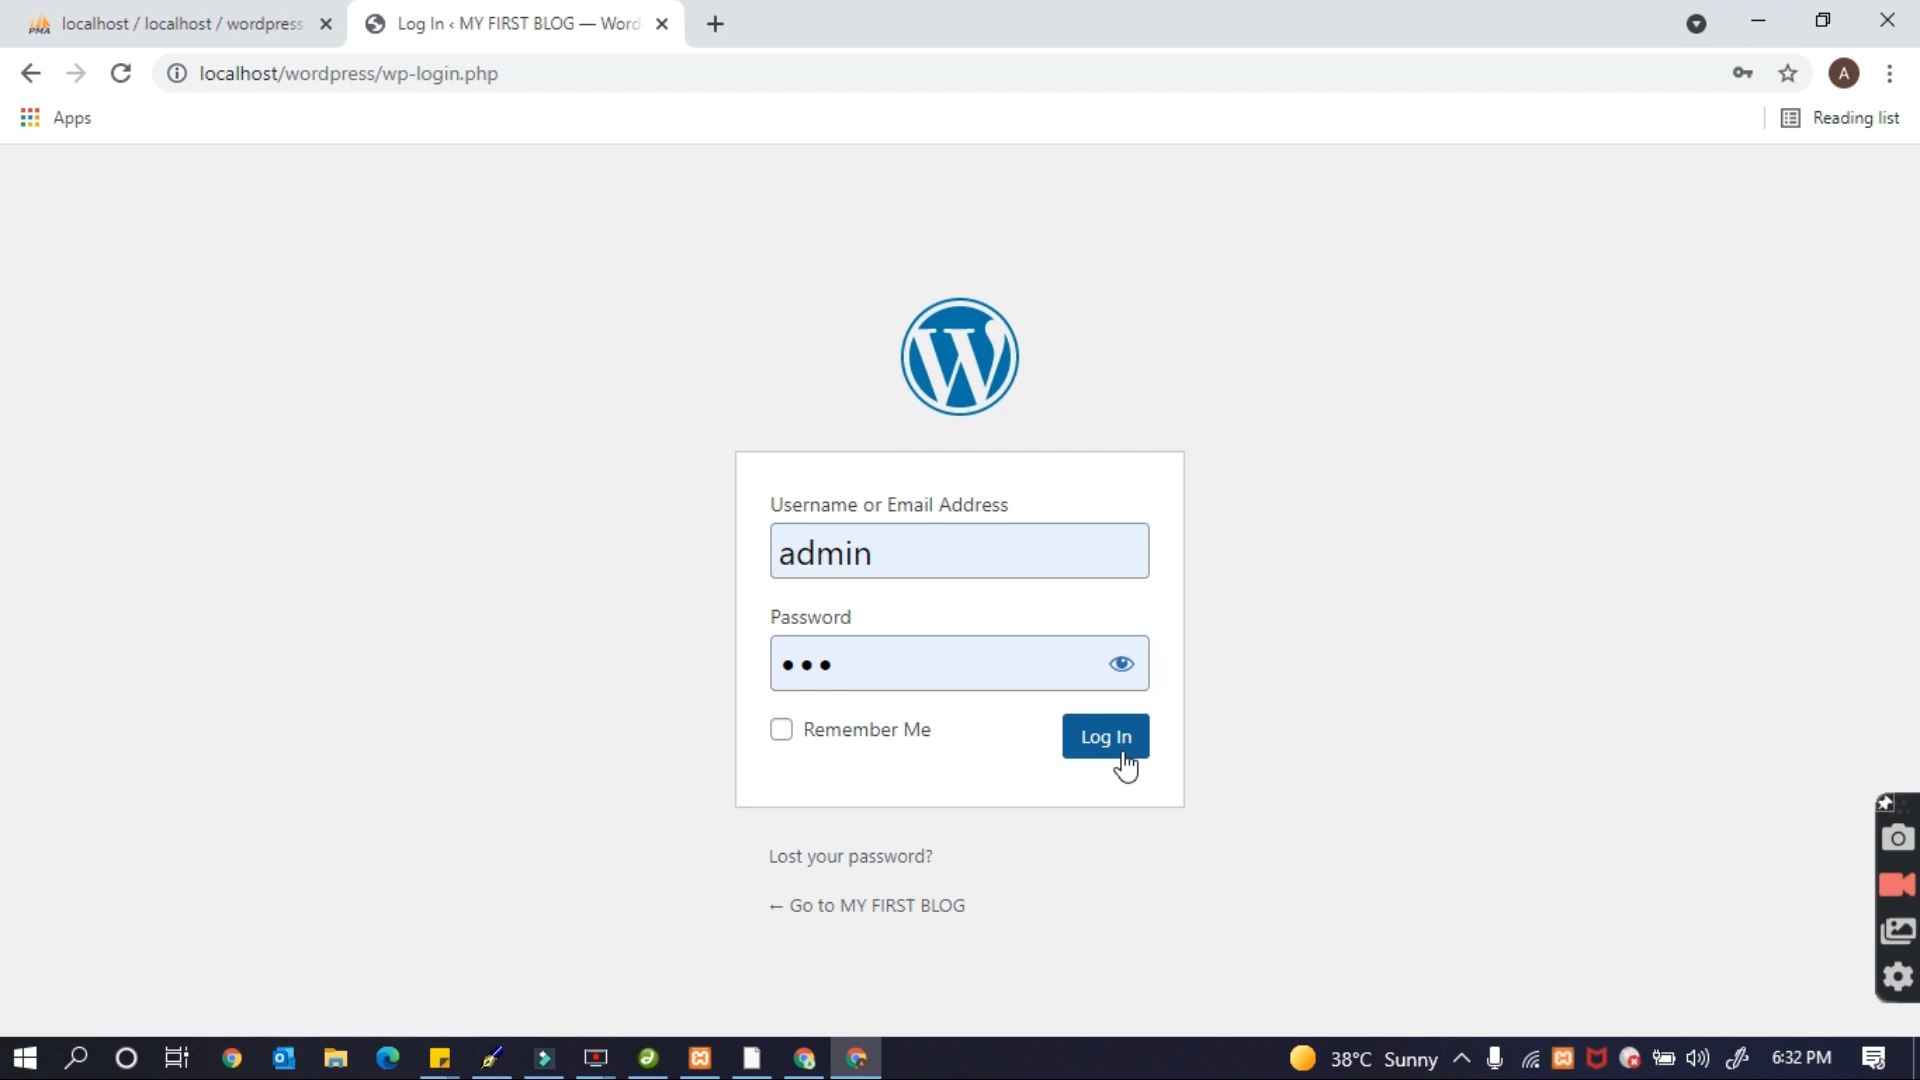 localhost / localhost / wordpress
Log In ‹ MY FIRST BLOG — Word
localhost/wordpress/wp-login.php
A
Apps
Reading list
Username or Email Address
admin
Password
Remember Me
Log In
Lost your password?
← Go to MY FIRST BLOG
38°C Sunny
6:32 PM